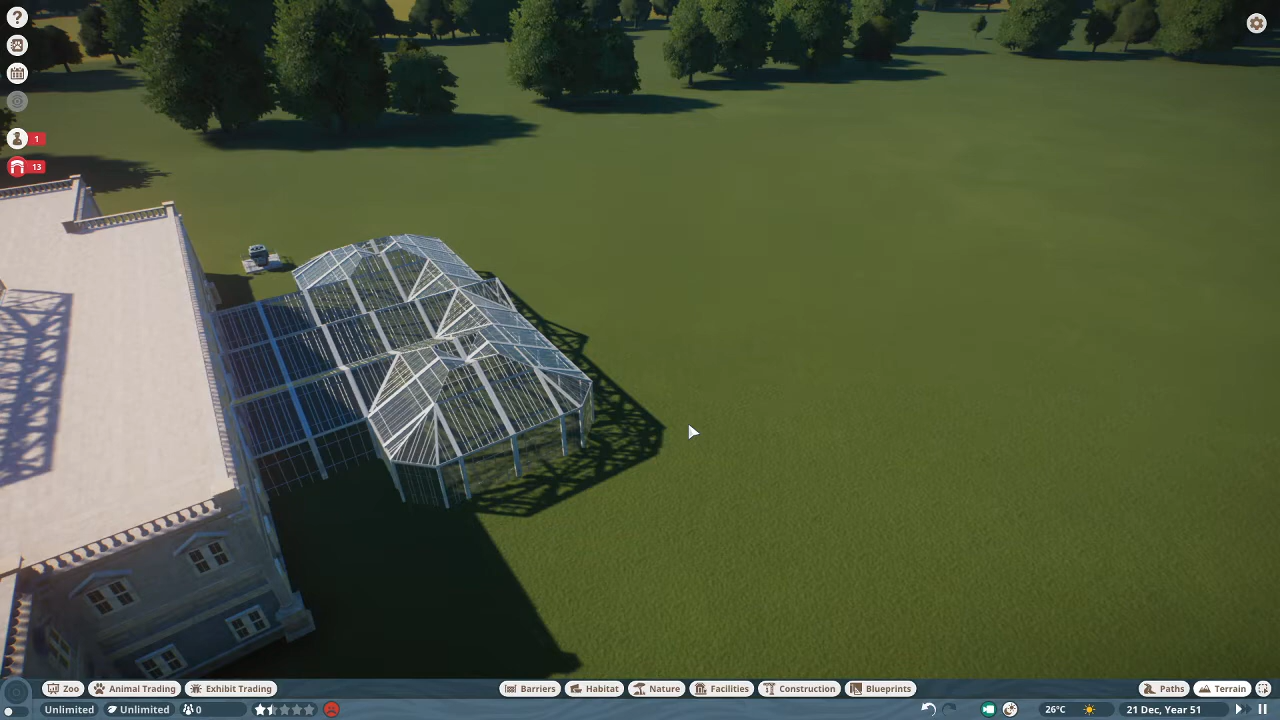 1
13
Zoo
Animal Trading
Exhibit Trading
Barriers
Habitat
Nature
Facilities
Construction
Blueprints
Paths
Terrain
Unlimited
Unlimited
0
26°C
21 Dec, Year 51